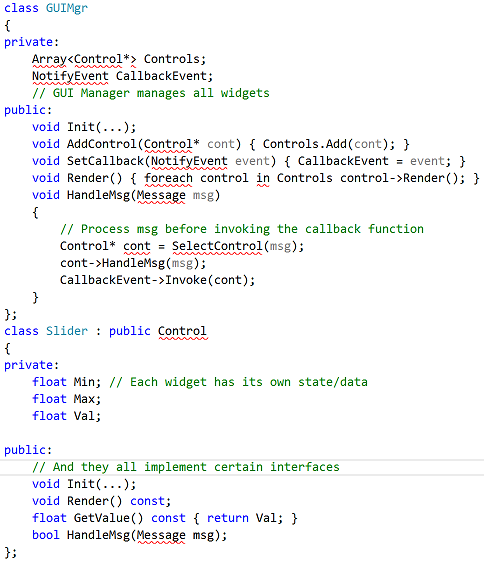 class GUIMgr
{
private:
    Array<Control*> Controls;
    NotifyEvent CallbackEvent;
    // GUI Manager manages all widgets
public:
    void Init(...);
    void AddControl(Control* cont) { Controls.Add(cont); }
    void SetCallback(NotifyEvent event) { CallbackEvent = event; }
    void Render() { foreach control in Controls control->Render(); }
    void HandleMsg(Message msg)
    {
        // Process msg before invoking the callback function
        Control* cont = SelectControl(msg);
        cont->HandleMsg(msg);
        CallbackEvent->Invoke(cont);
    }
};
class Slider : public Control
{
private:
    float Min; // Each widget has its own state/data
    float Max;
    float Val;

public:
    // And they all implement certain interfaces
    void Init(...);
    void Render() const;
    float GetValue() const { return Val; }
    bool HandleMsg(Message msg);
};